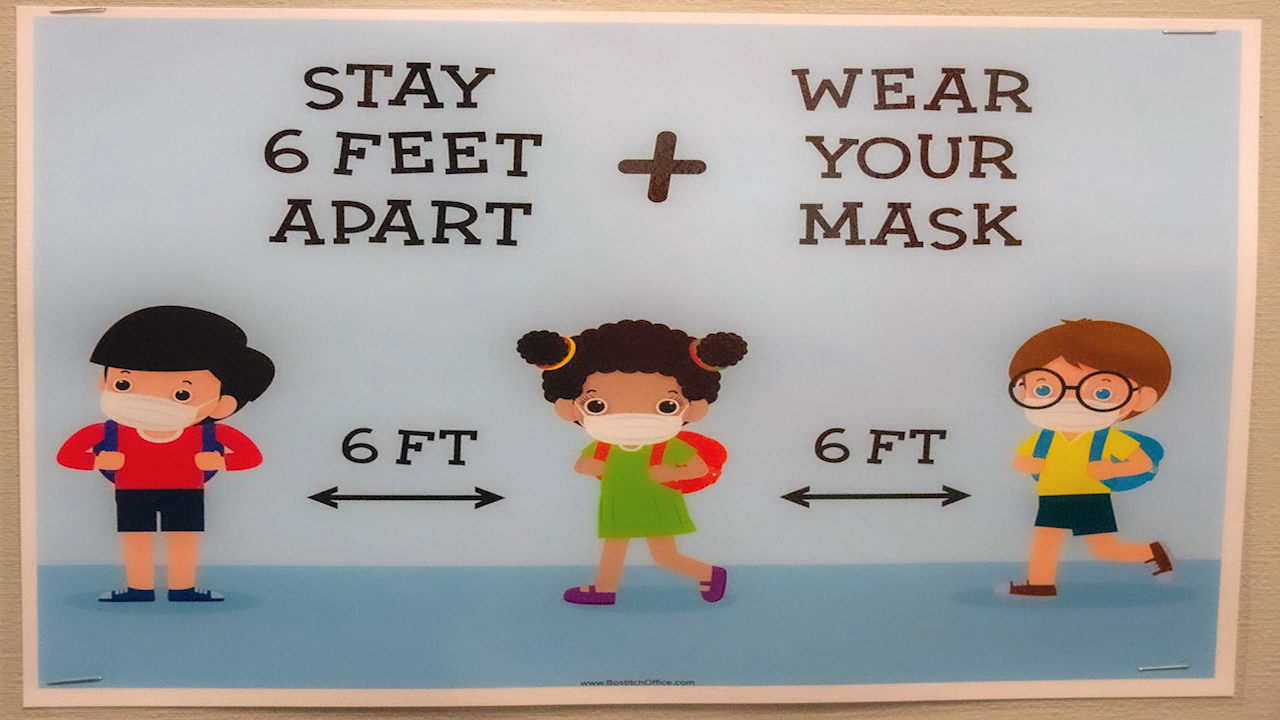 STAY
6 FEET
APART
+
WEAR
YOUR
MASK
6 FT
6 FT
www.BostitchOffice.com